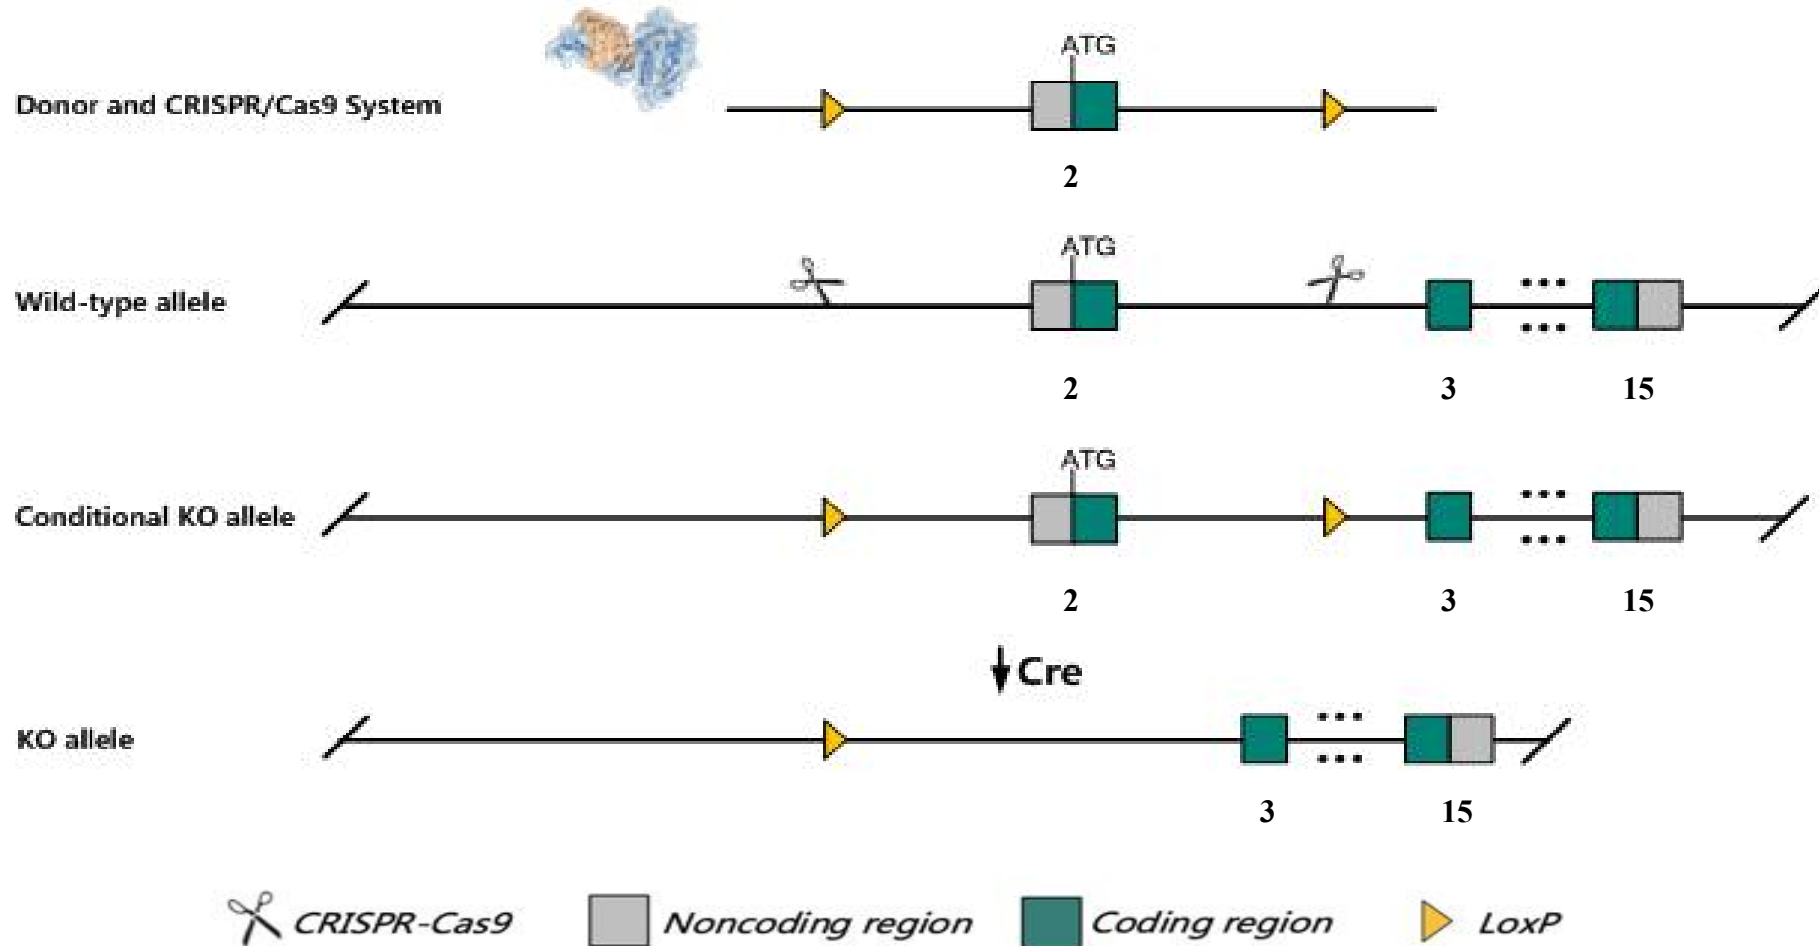 ATG
Donor and CRISPR/Cas9 System
2
ATG
Wild-type allele
2 3 15
ATG
Conditional KO allele
2 3 15
Cre
KO allele
3 15
CRISPR-Cas9 Noncoding region Coding region LoxP